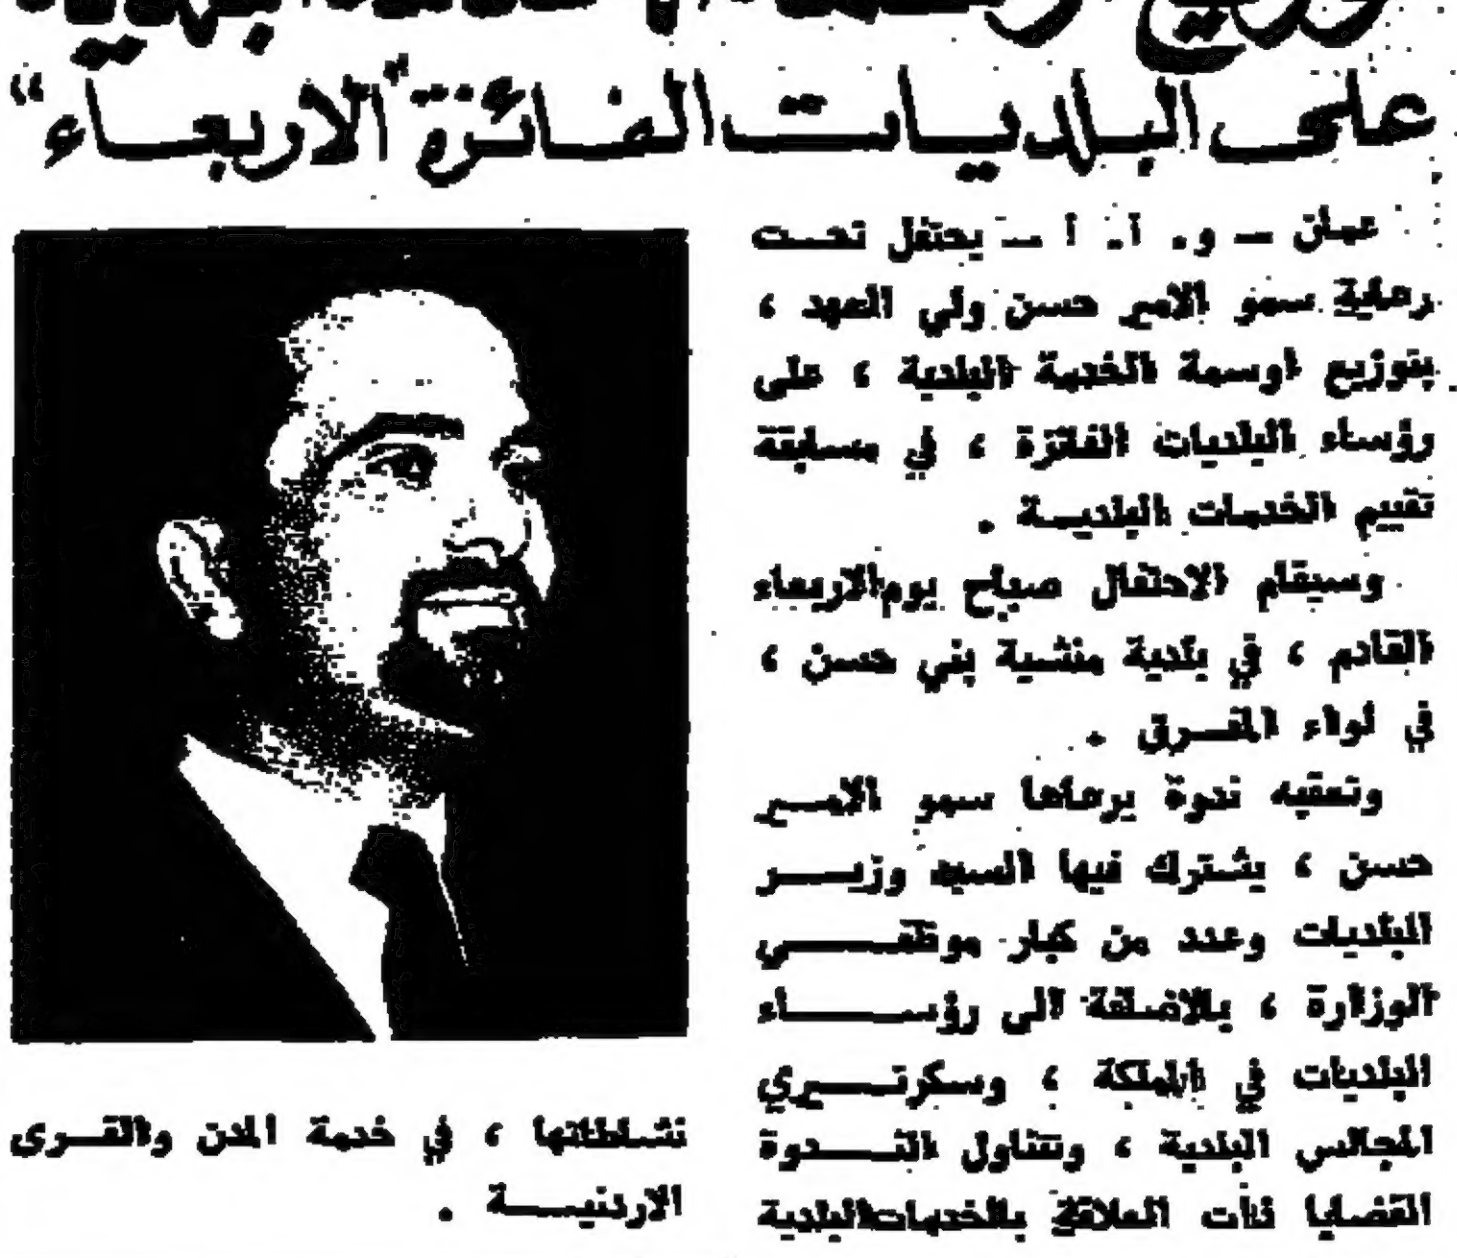 توزيع
على البلديات الفائزة "الاربعاء"
عمان – و. أ. أ – يحتفل تحت
رعاية سمو الامير حسن ولي العهد ،
بتوزيع اوسمة الخدمة البلدية ، على
رؤساء البلديات الفائزة ، في مسابقة
تقييم الخدمات البلدية .
وسيقام الاحتفال صباح يوم الاربعاء
القادم ، في بلدية منشية بني حسن ،
في لواء المفرق .
وتعقبه ندوة يرعاها سمو الامير
حسن ، يشترك فيها السيد وزير
البلديات وعدد من كبار موظفي
الوزارة ، بالاضافة الى رؤساء
البلديات في المملكة ، وسكرتيري
المجالس البلدية ، وتتناول الندوة
القضايا ذات العلاقة بالخدمات البلدية
نشاطاتها ، في خدمة المدن والقرى
الاردنية .